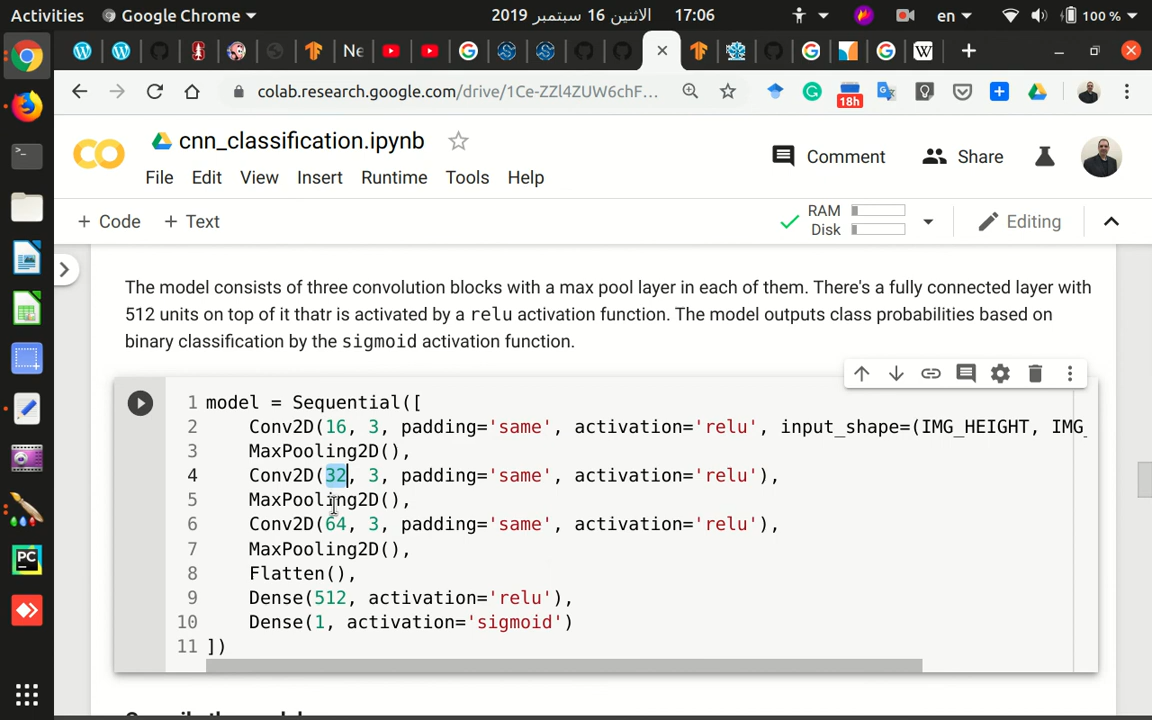 Activities Google Chrome 2019 الاثنين 16 سبتمبر 17:06 en 100 %
Ne
colab.research.google.com/drive/1Ce-ZZl4ZUW6chF... 18h
cnn_classification.ipynb
File Edit View Insert Runtime Tools Help
Comment Share
+ Code + Text
RAM
Disk
Editing
The model consists of three convolution blocks with a max pool layer in each of them. There's a fully connected layer with
512 units on top of it thatr is activated by a relu activation function. The model outputs class probabilities based on
binary classification by the sigmoid activation function.
1 model = Sequential([
2 Conv2D(16, 3, padding='same', activation='relu', input_shape=(IMG_HEIGHT, IMG_
3 MaxPooling2D(),
4 Conv2D(32, 3, padding='same', activation='relu'),
5 MaxPooling2D(),
6 Conv2D(64, 3, padding='same', activation='relu'),
7 MaxPooling2D(),
8 Flatten(),
9 Dense(512, activation='relu'),
10 Dense(1, activation='sigmoid')
11 ])